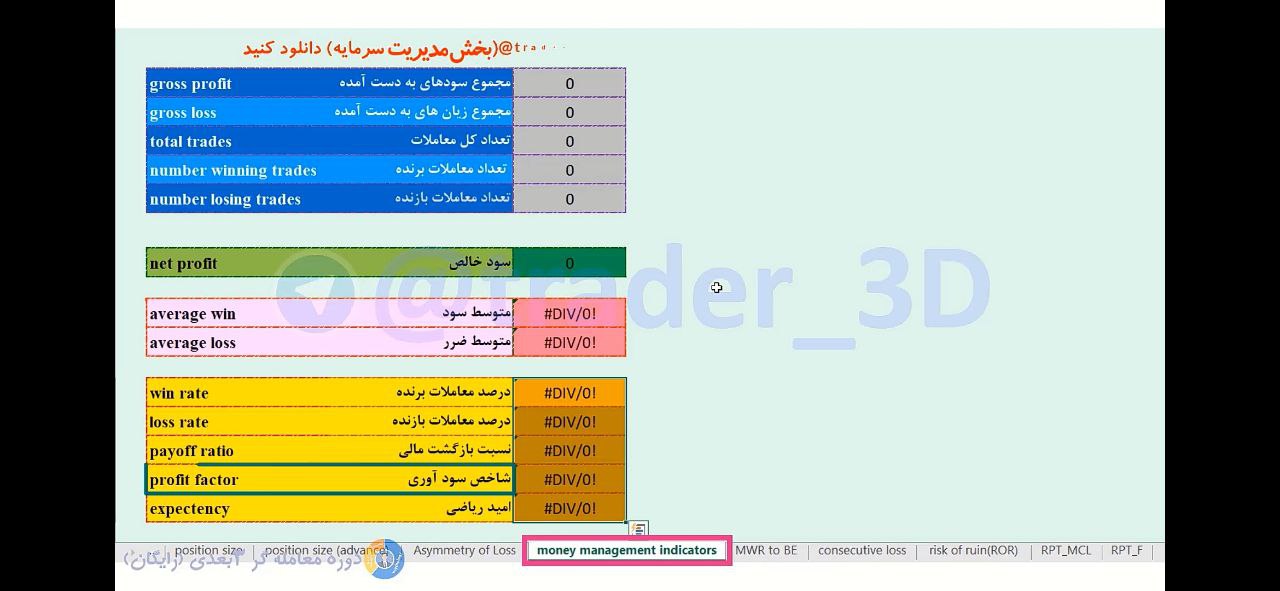 @trad (بخش مدیریت سرمایه) دانلود کنید
gross profit مجموع سودهای به دست آمده 0
gross loss مجموع زیان های به دست آمده 0
total trades تعداد کل معاملات 0
number winning trades تعداد معاملات برنده 0
number losing trades تعداد معاملات بازنده 0
net profit سود خالص 0
@trader_3D
average win متوسط سود #DIV/0!
average loss متوسط ضرر #DIV/0!
win rate درصد معاملات برنده #DIV/0!
loss rate درصد معاملات بازنده #DIV/0!
payoff ratio نسبت بازگشت مالی #DIV/0!
profit factor شاخص سود آوری #DIV/0!
expectency امید ریاضی #DIV/0!
... position size position size (advance) Asymmetry of Loss money management indicators MWR to BE consecutive loss risk of ruin(ROR) RPT_MCL RPT_F
دوره معامله گر ۳بعدی (رایگان)